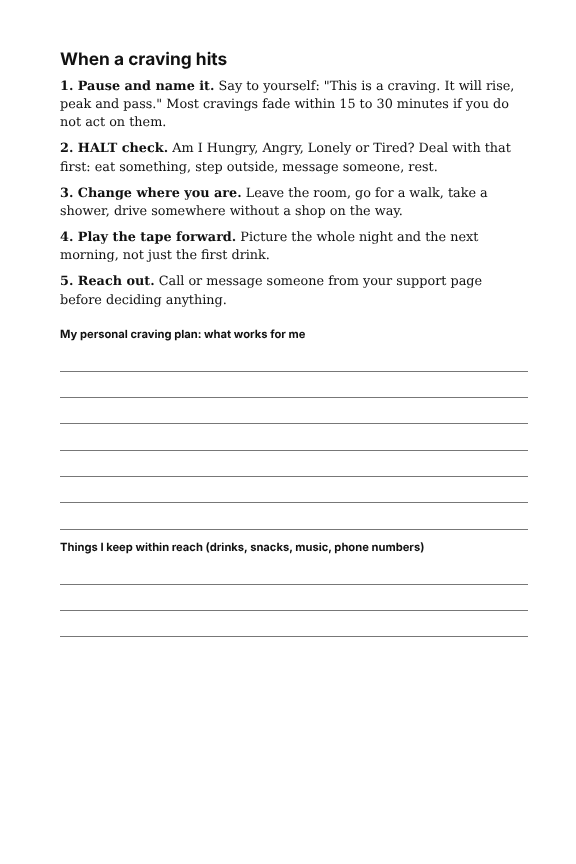 When a craving hits
1. Pause and name it. Say to yourself: "This is a craving. It will rise,
peak and pass." Most cravings fade within 15 to 30 minutes if you do
not act on them.
2. HALT check. Am I Hungry, Angry, Lonely or Tired? Deal with that
first: eat something, step outside, message someone, rest.
3. Change where you are. Leave the room, go for a walk, take a
shower, drive somewhere without a shop on the way.
4. Play the tape forward. Picture the whole night and the next
morning, not just the first drink.
5. Reach out. Call or message someone from your support page
before deciding anything.
My personal craving plan: what works for me
Things I keep within reach (drinks, snacks, music, phone numbers)